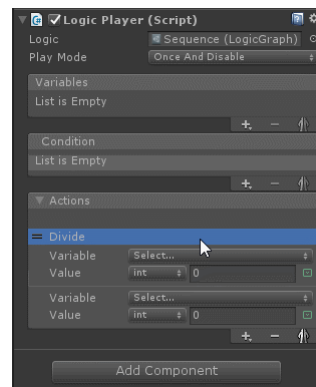 Logic Player (Script)
Logic Sequence (LogicGraph)
Play Mode Once And Disable
Variables
List is Empty
Condition
List is Empty
Actions
Divide
Variable Select...
Value int 0
Variable Select...
Value int 0
Add Component